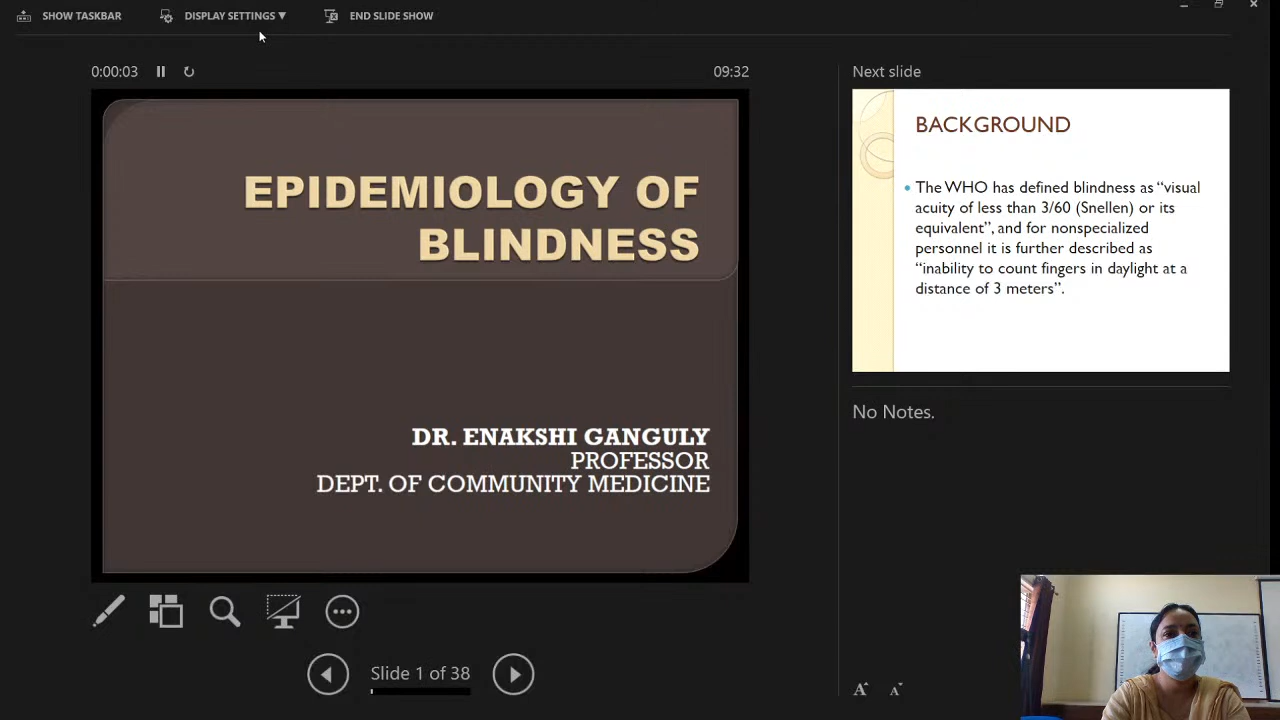 SHOW TASKBAR
DISPLAY SETTINGS ▼
END SLIDE SHOW
0:00:03
09:32
EPIDEMIOLOGY OF
BLINDNESS
DR. ENAKSHI GANGULY
PROFESSOR
DEPT. OF COMMUNITY MEDICINE
Slide 1 of 38
Next slide
BACKGROUND
• The WHO has defined blindness as “visual
acuity of less than 3/60 (Snellen) or its
equivalent”, and for nonspecialized
personnel it is further described as
“inability to count fingers in daylight at a
distance of 3 meters”.
No Notes.
A A